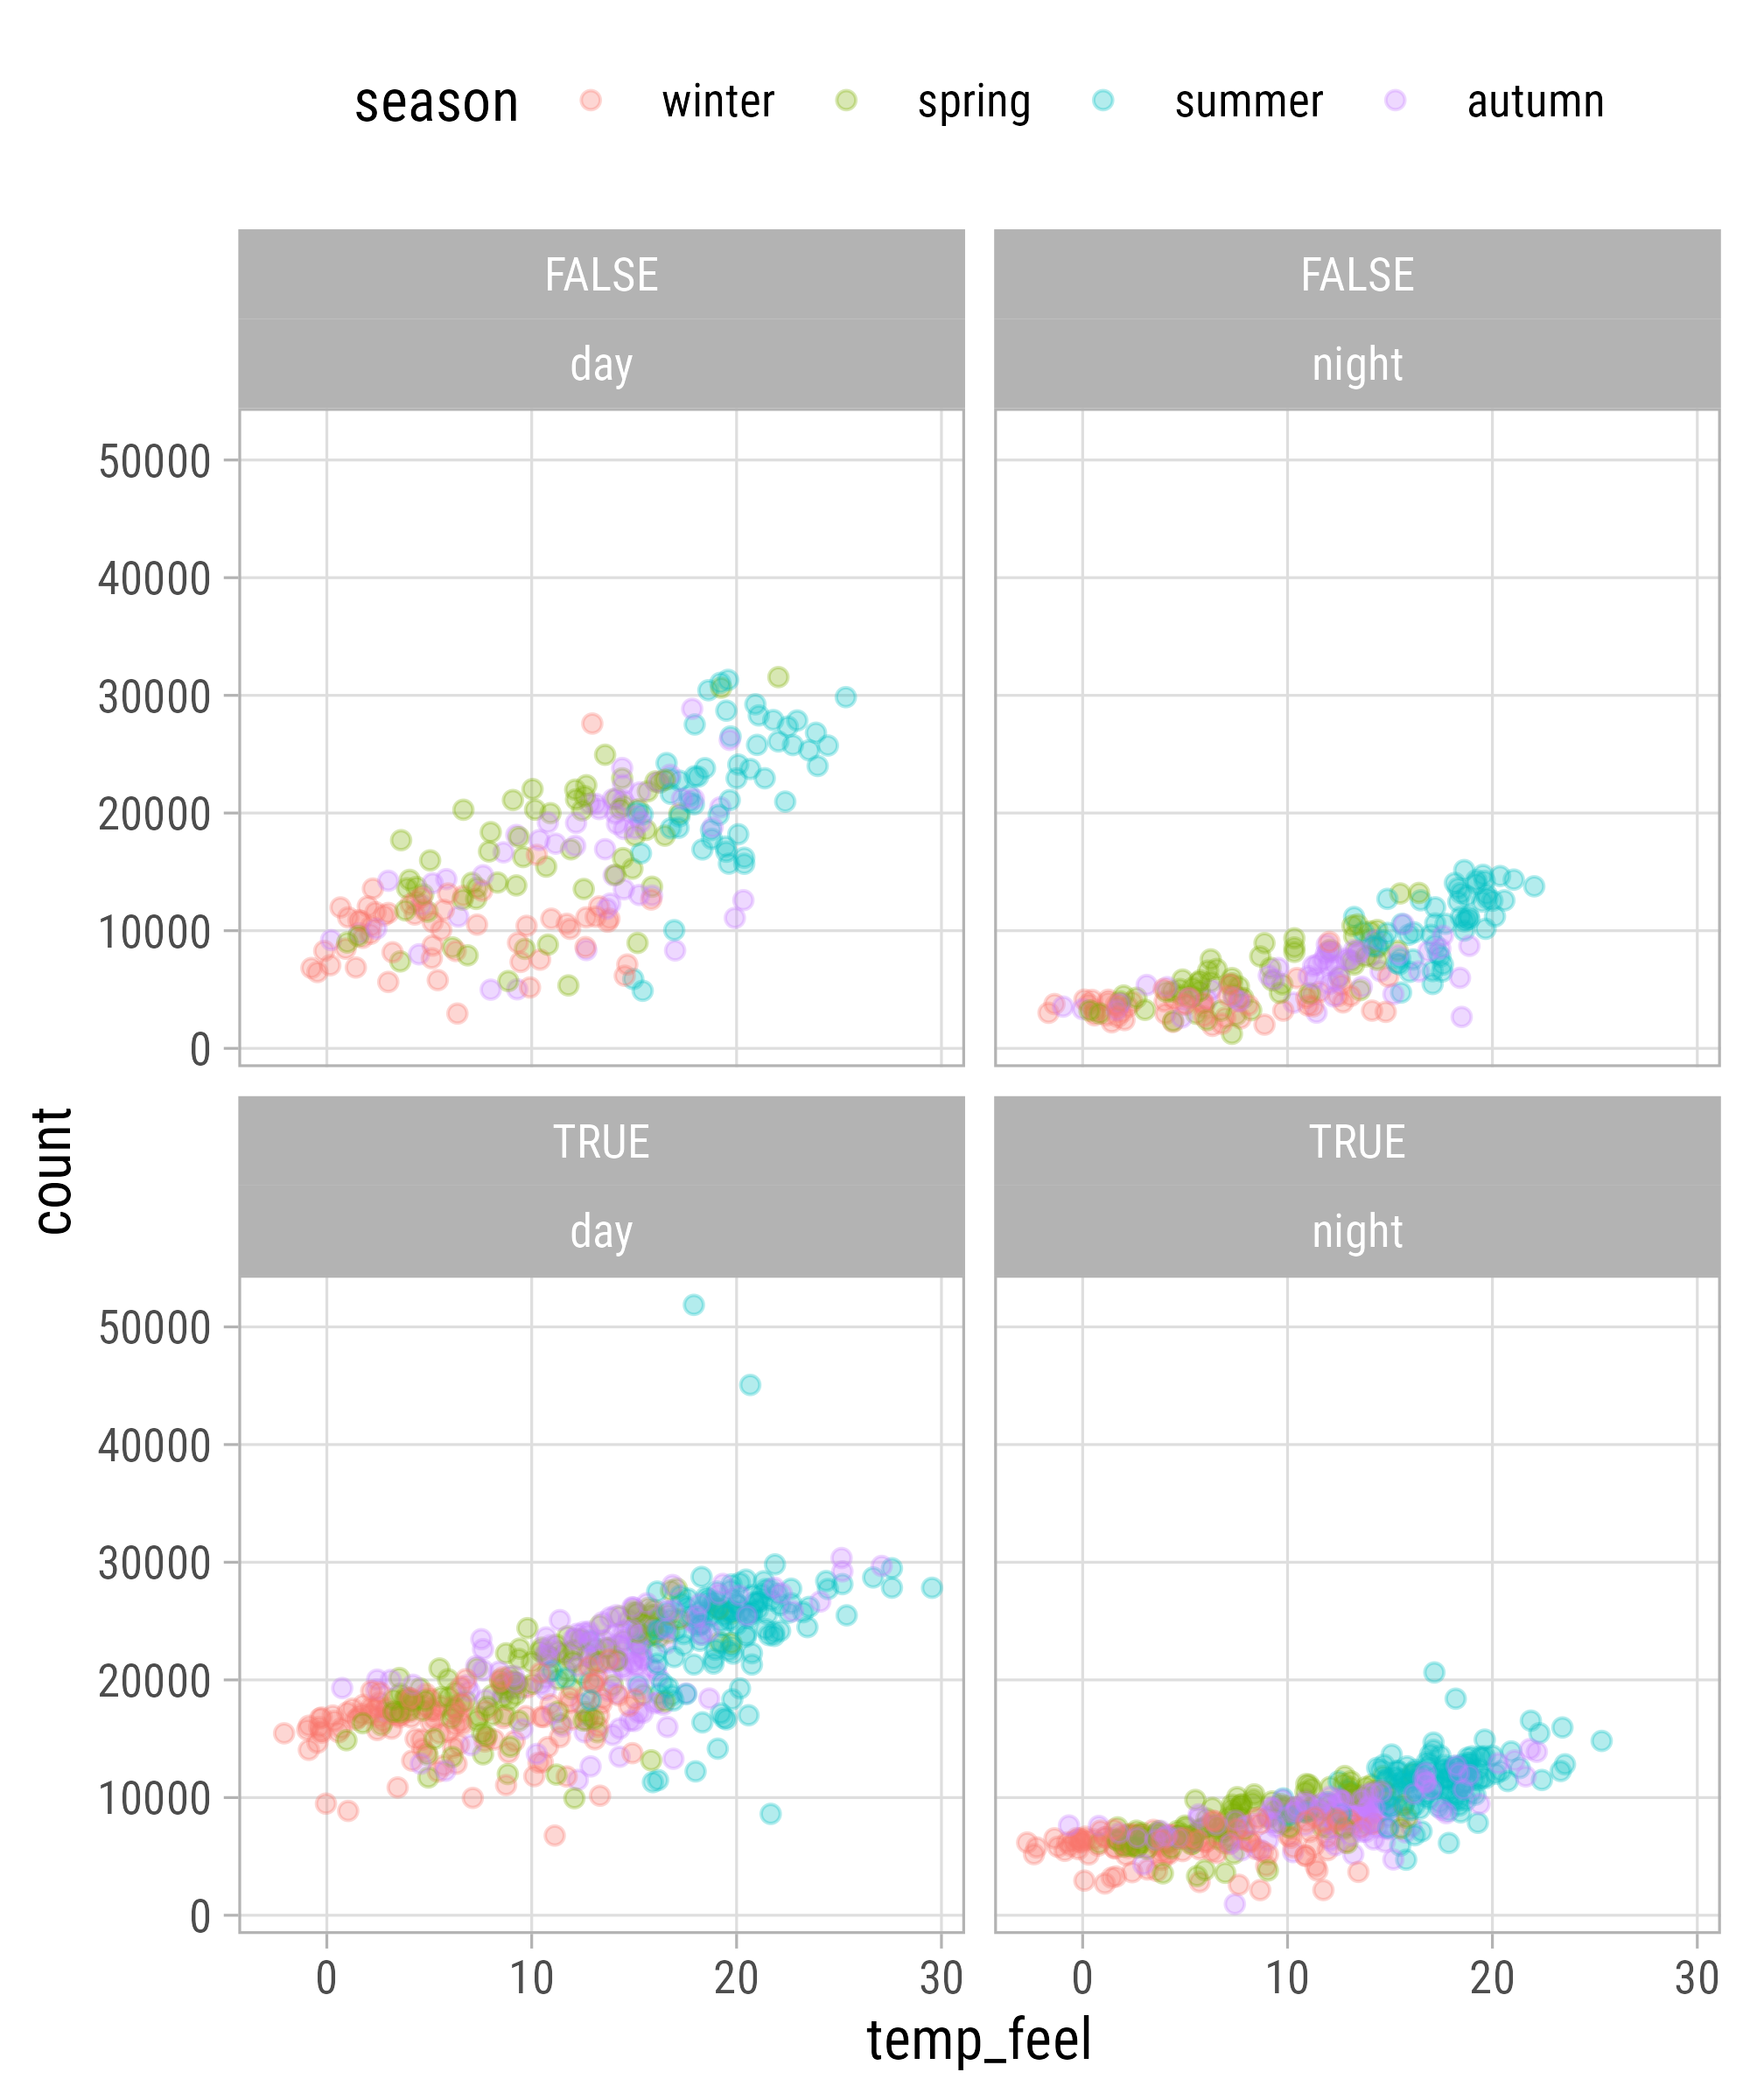 season winter spring summer autumn
FALSE FALSE
day night
50000
40000
30000
20000
10000
0
count
TRUE TRUE
day night
50000
40000
30000
20000
10000
0
0 10 20 30 0 10 20 30
temp_feel